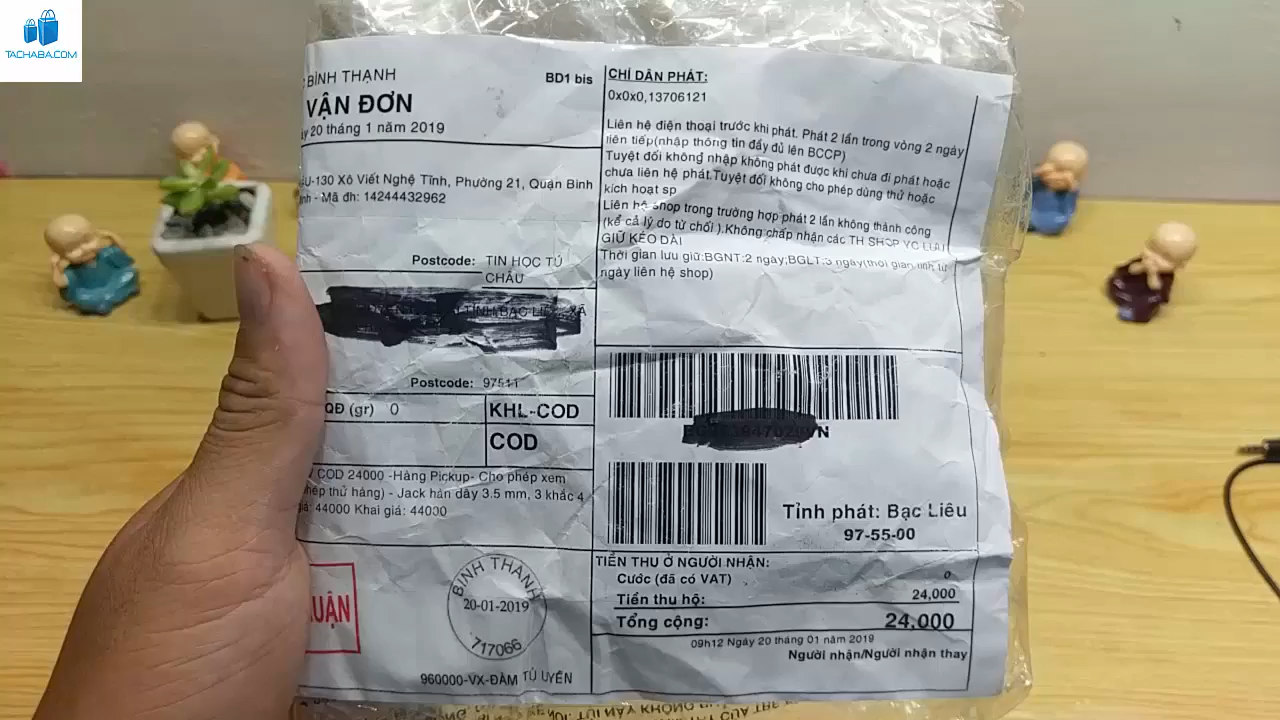 TACHABA.COM
BÌNH THẠNH
BD1 bis
VẬN ĐƠN
20 tháng 1 năm 2019
130 Xô Viết Nghệ Tĩnh, Phường 21, Quận Bình
- Mã đh: 14244432962
Postcode: TIN HỌC TÚ
CHÂU
BẠC
XÃ
Postcode: 97511
QĐ (gr) 0
KHL-COD
COD
COD 24000 -Hàng Pickup- Cho phép xem
thử hàng) - Jack hán dây 3.5 mm, 3 khắc 4
44000 Khai giá: 44000
UẬN
BÌNH THẠNH
20-01-2019
717066
960000-VX-ĐÀM TÚ UYÊN
CHỈ DẪN PHÁT:
0x0x0,13706121
Liên hệ điện thoại trước khi phát. Phát 2 lần trong vòng 2 ngày
liên tiếp(nhập thông tin đầy đủ lên BCCP)
Tuyệt đối không nhập không phát được khi chưa đi phát hoặc
chưa liên hệ phát.Tuyệt đối không cho phép dùng thử hoặc
kích hoạt sp
Liên hệ shop trong trường hợp phát 2 lần không thành công
(kể cả lý do từ chối ).Không chấp nhận các TH SHOP YC LƯU
GIỮ KÉO DÀI
Thời gian lưu giữ:BGNT:2 ngày;BGLT:3 ngày(thời gian tính từ
ngày liên hệ shop)
VN
Tỉnh phát: Bạc Liêu
97-55-00
TIỀN THU Ở NGƯỜI NHẬN:
Cước (đã có VAT) 0
Tiền thu hộ: 24,000
Tổng cộng: 24,000
09h12 Ngày 20 tháng 01 năm 2019
Người nhận/Người nhận thay
TÚI NÀY KHÔNG